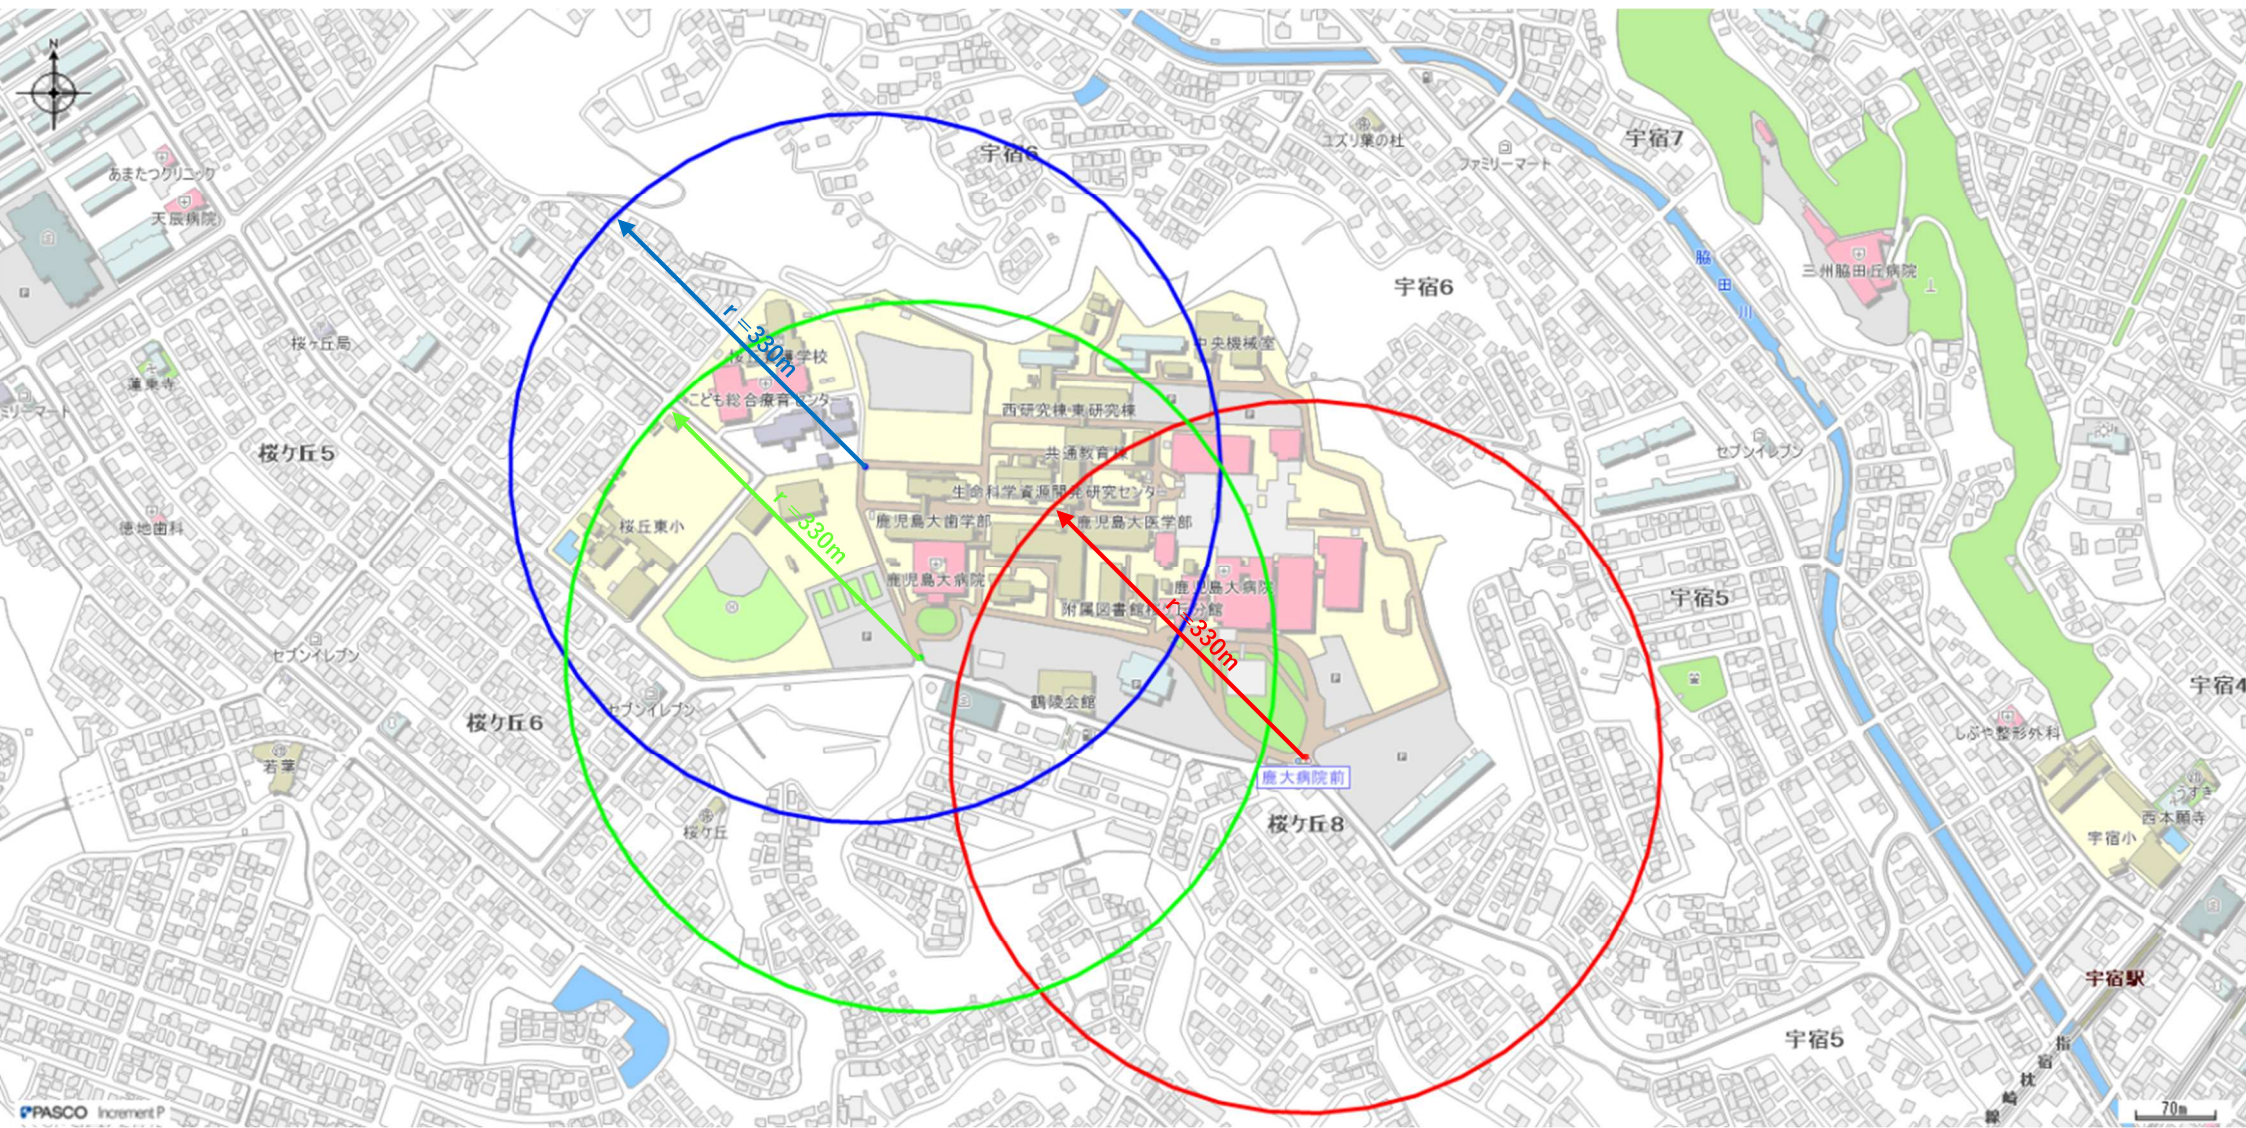 N
宇宿6
ユズリ葉の杜
ファミリーマート
宇宿7
あまたつクリニック
天辰病院
脇田川
三州脇田丘病院
宇宿6
r =330m
桜ヶ丘局
中央機械室
蓮東寺
こども総合療育センター
西研究棟東研究棟
桜ケ丘5
共通教育棟
セブンイレブン
生命科学資源開発研究センター
徳地歯科
桜丘東小
r =330m
鹿児島大歯学部
鹿児島大医学部
鹿児島大病院
鹿児島大病院
宇宿5
r =330m
セブンイレブン
鶴陵会館
セブンイレブン
桜ケ丘6
宇宿4
しぶや整形外科
若葉
鹿大病院前
桜ケ丘8
桜ケ丘
うすき
西本願寺
宇宿小
宇宿駅
宇宿5
指宿枕崎線
PASCO Increment P
70m